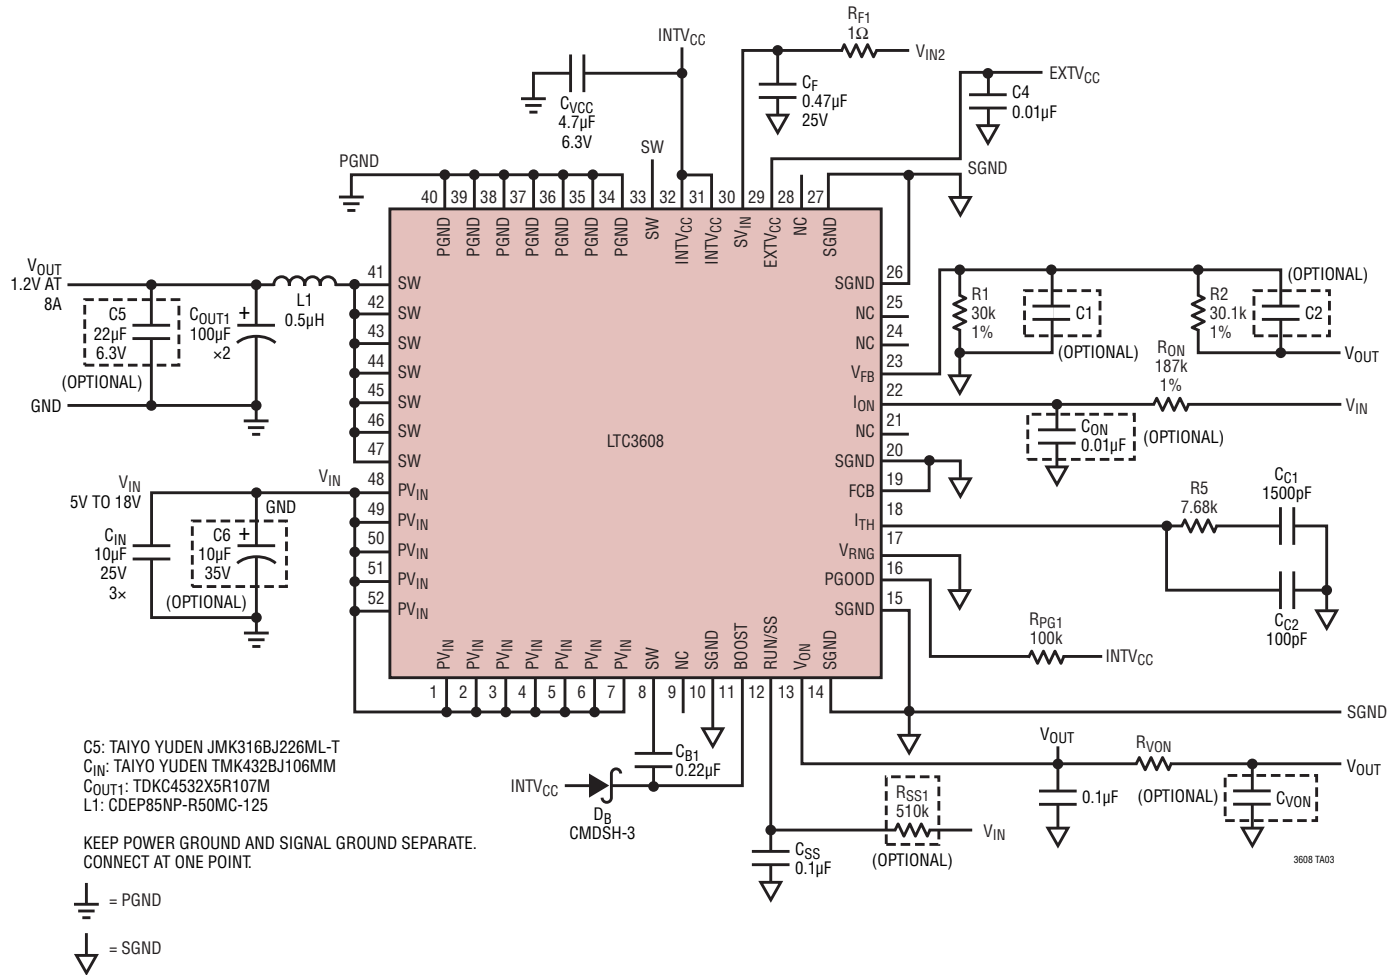 INTVCC
CVCC
4.7µF
6.3V
RF1
1Ω
VIN2
CF
0.47µF
25V
EXTVCC
C4
0.01µF
SW
PGND
SGND
40 39 38 37 36 35 34 33 32 31 30 29 28 27
PGND PGND PGND PGND PGND PGND PGND SW INTVCC INTVCC SVIN EXTVCC NC SGND
VOUT
1.2V AT
8A
C5
22µF
6.3V
(OPTIONAL)
COUT1
100µF
×2
+
L1
0.5µH
GND
41 SW
42 SW
43 SW
44 SW
45 SW
46 SW
47 SW
48 PVIN
49 PVIN
50 PVIN
51 PVIN
52 PVIN
LTC3608
VIN
VIN
5V TO 18V
CIN
10µF
25V
3×
GND
C6
10µF
35V
+
(OPTIONAL)
SGND 26
NC 25
NC 24
VFB 23
ION 22
NC 21
SGND 20
FCB 19
ITH 18
VRNG 17
PGOOD 16
SGND 15
R1
30k
1%
C1
(OPTIONAL)
R2
30.1k
1%
(OPTIONAL)
C2
VOUT
RON
187k
1%
VIN
CON
0.01µF
(OPTIONAL)
R5
7.68k
CC1
1500pF
CC2
100pF
RPG1
100k
INTVCC
PVIN PVIN PVIN PVIN PVIN PVIN PVIN SW NC SGND BOOST RUN/SS VON SGND
1 2 3 4 5 6 7 8 9 10 11 12 13 14
SGND
CB1
0.22µF
INTVCC
DB
CMDSH-3
VOUT
RVON
(OPTIONAL)
VOUT
0.1µF
CVON
RSS1
510k
(OPTIONAL)
VIN
CSS
0.1µF
3608 TA03
C5: TAIYO YUDEN JMK316BJ226ML-T
CIN: TAIYO YUDEN TMK432BJ106MM
COUT1: TDKC4532X5R107M
L1: CDEP85NP-R50MC-125
KEEP POWER GROUND AND SIGNAL GROUND SEPARATE.
CONNECT AT ONE POINT.
= PGND
= SGND